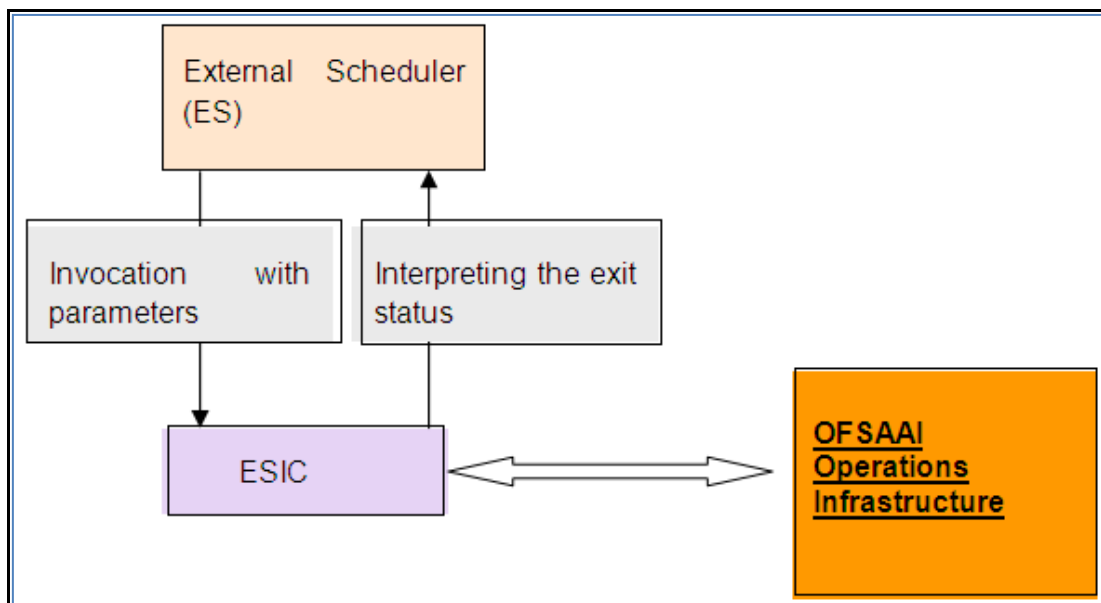 External Scheduler
(ES)
Invocation with
parameters
Interpreting the exit
status
ESIC
OFSAAI
Operations
Infrastructure